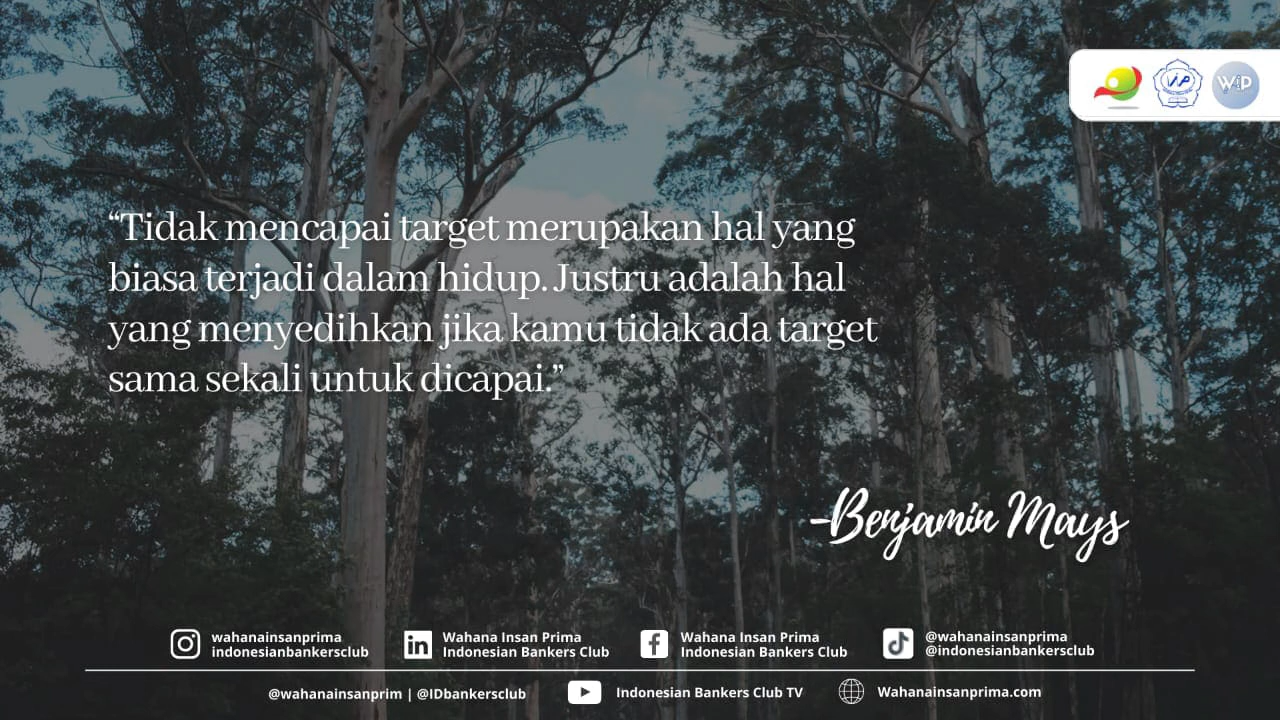 WiP
“Tidak mencapai target merupakan hal yang
biasa terjadi dalam hidup. Justru adalah hal
yang menyedihkan jika kamu tidak ada target
sama sekali untuk dicapai.”
-Benjamin Mays
wahanainsanprima
indonesianbankersclub
Wahana Insan Prima
Indonesian Bankers Club
Wahana Insan Prima
Indonesian Bankers Club
@wahanainsanprima
@indonesianbankersclub
@wahanainsanprim | @IDbankersclub
Indonesian Bankers Club TV
Wahanainsanprima.com